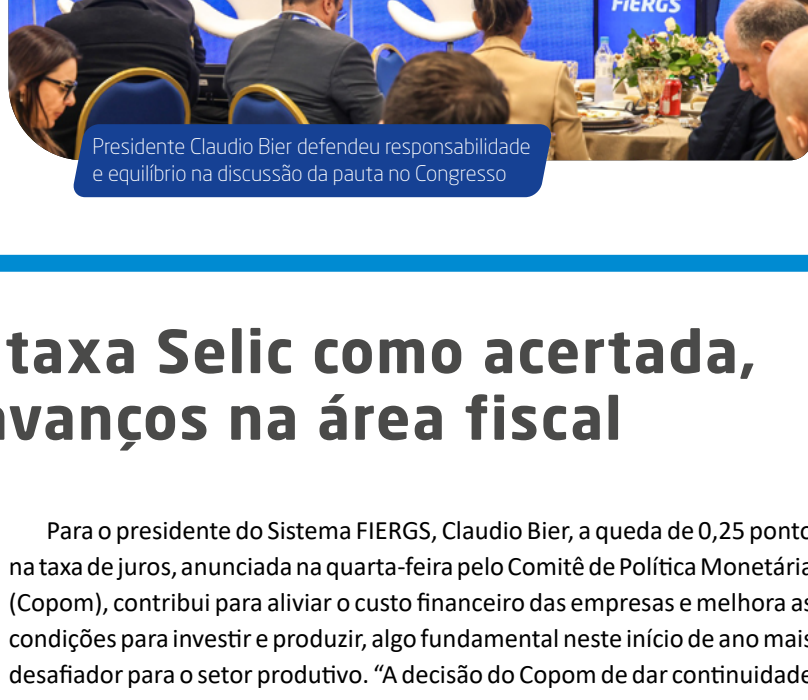 FIERGS
Presidente Claudio Bier defendeu responsabilidade
e equilíbrio na discussão da pauta no Congresso
taxa Selic como acertada,
avanços na área fiscal
Para o presidente do Sistema FIERGS, Claudio Bier, a queda de 0,25 ponto
na taxa de juros, anunciada na quarta-feira pelo Comitê de Política Monetária
(Copom), contribui para aliviar o custo financeiro das empresas e melhora as
condições para investir e produzir, algo fundamental neste início de ano mais
desafiador para o setor produtivo. “A decisão do Copom de dar continuidade